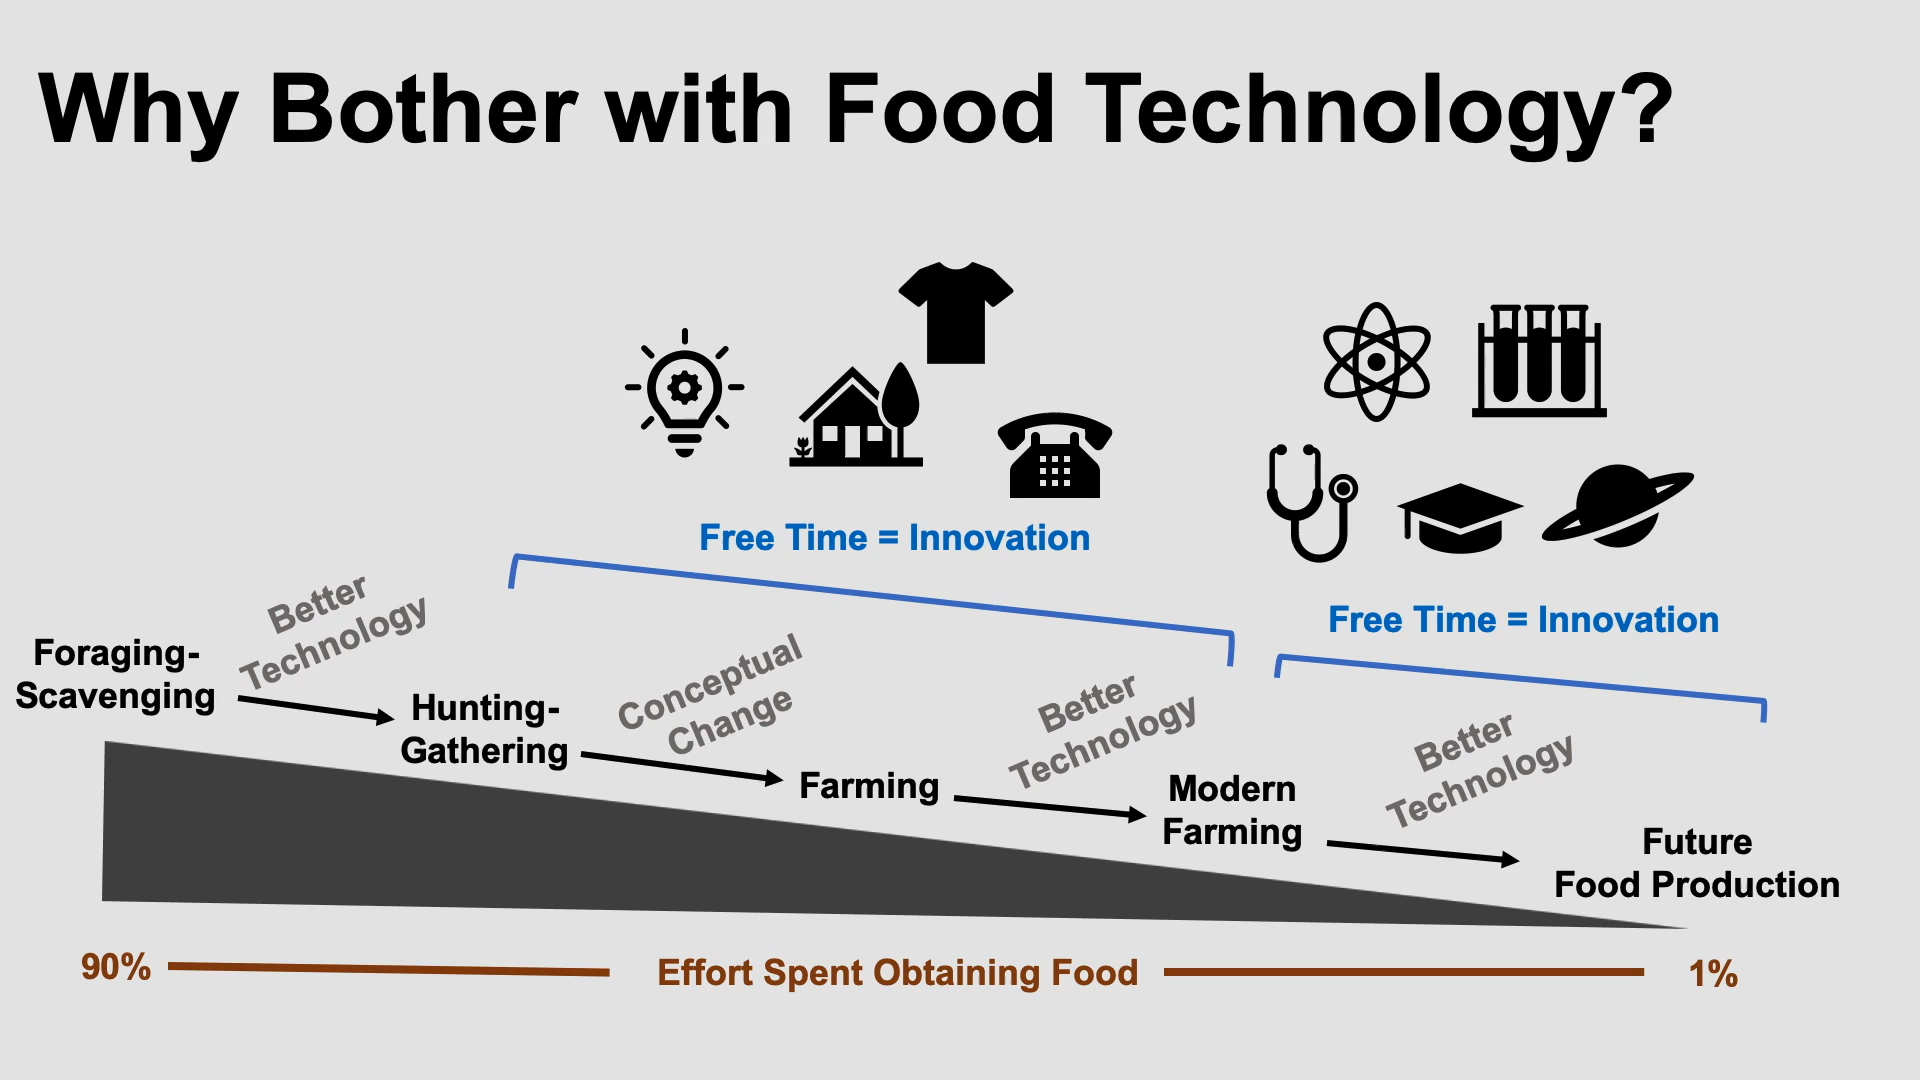 Why Bother with Food Technology?
Free Time = Innovation
Free Time = Innovation
Better
Technology
Foraging-
Scavenging
Conceptual
Change
Hunting-
Gathering
Better
Technology
Farming
Better
Technology
Modern
Farming
Future
Food Production
90%
Effort Spent Obtaining Food
1%